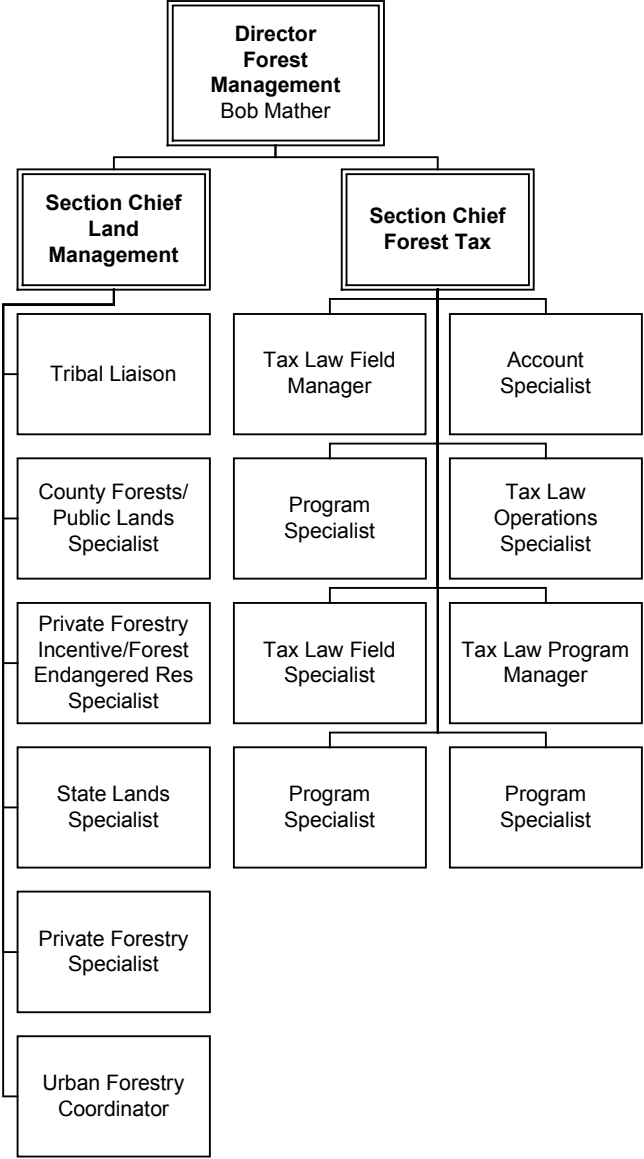 Director
Forest
Management
Bob Mather
Section Chief
Land
Management
Section Chief
Forest Tax
Tribal Liaison
Tax Law Field
Manager
Account
Specialist
County Forests/
Public Lands
Specialist
Program
Specialist
Tax Law
Operations
Specialist
Private Forestry
Incentive/Forest
Endangered Res
Specialist
Tax Law Field
Specialist
Tax Law Program
Manager
State Lands
Specialist
Program
Specialist
Program
Specialist
Private Forestry
Specialist
Urban Forestry
Coordinator